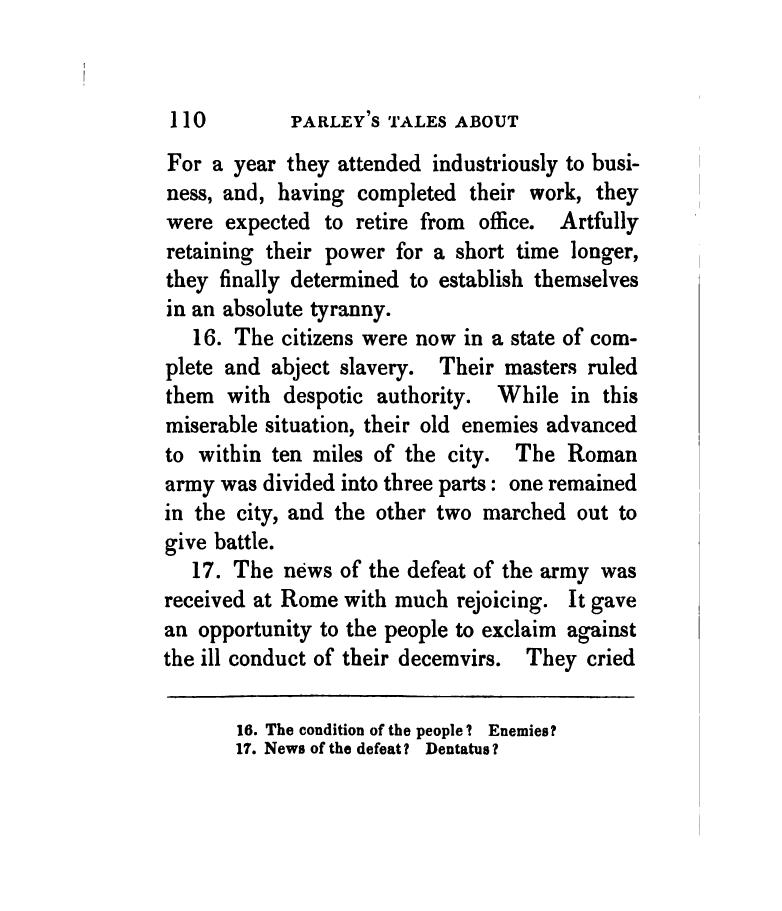 110 PARLEY'S TALES ABOUT
For a year they attended industriously to busi-
ness, and, having completed their work, they
were expected to retire from office. Artfully
retaining their power for a short time longer,
they finally determined to establish themselves
in an absolute tyranny.
16. The citizens were now in a state of com-
plete and abject slavery. Their masters ruled
them with despotic authority. While in this
miserable situation, their old enemies advanced
to within ten miles of the city. The Roman
army was divided into three parts: one remained
in the city, and the other two marched out to
give battle.
17. The news of the defeat of the army was
received at Rome with much rejoicing. It gave
an opportunity to the people to exclaim against
the ill conduct of their decemvirs. They cried
16. The condition of the people? Enemies?
17. News of the defeat? Dentatus?